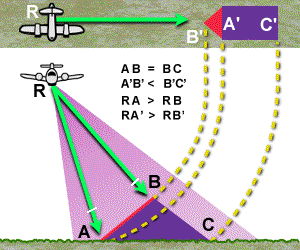 R
A'
C'
B'
R
AB = BC
A'B' < B'C'
RA > RB
RA' > RB'
B
A
C